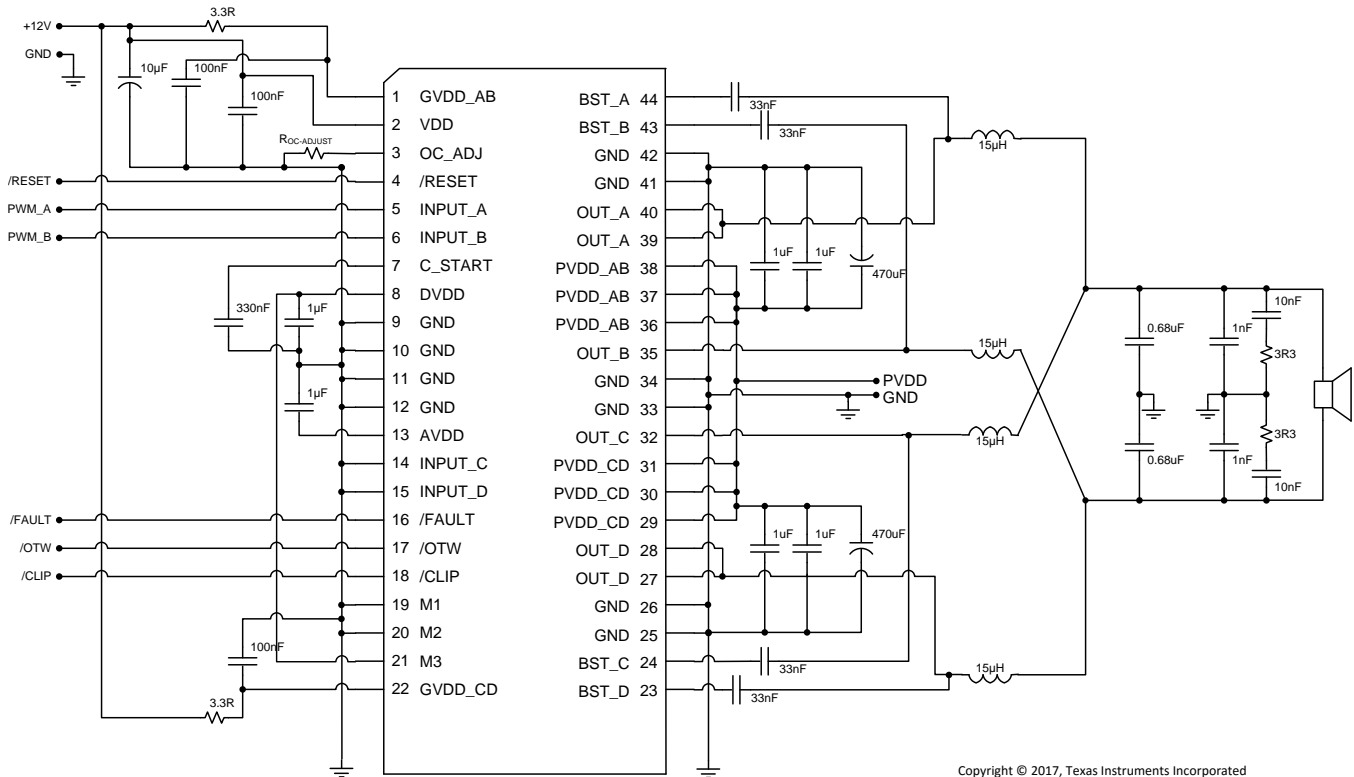 3.3R
+12V
GND
10µF
100nF
100nF
R_OC-ADJUST
/RESET
PWM_A
PWM_B
330nF
1µF
1µF
/FAULT
/OTW
/CLIP
100nF
3.3R
1 GVDD_AB
2 VDD
3 OC_ADJ
4 /RESET
5 INPUT_A
6 INPUT_B
7 C_START
8 DVDD
9 GND
10 GND
11 GND
12 GND
13 AVDD
14 INPUT_C
15 INPUT_D
16 /FAULT
17 /OTW
18 /CLIP
19 M1
20 M2
21 M3
22 GVDD_CD
BST_A 44
BST_B 43
GND 42
GND 41
OUT_A 40
OUT_A 39
PVDD_AB 38
PVDD_AB 37
PVDD_AB 36
OUT_B 35
GND 34
GND 33
OUT_C 32
PVDD_CD 31
PVDD_CD 30
PVDD_CD 29
OUT_D 28
OUT_D 27
GND 26
GND 25
BST_C 24
BST_D 23
33nF
33nF
15µH
1uF
1uF
470uF
15µH
PVDD
GND
15µH
1uF
1uF
470uF
33nF
33nF
15µH
0.68uF
1nF
10nF
3R3
0.68uF
1nF
3R3
10nF
Copyright © 2017, Texas Instruments Incorporated